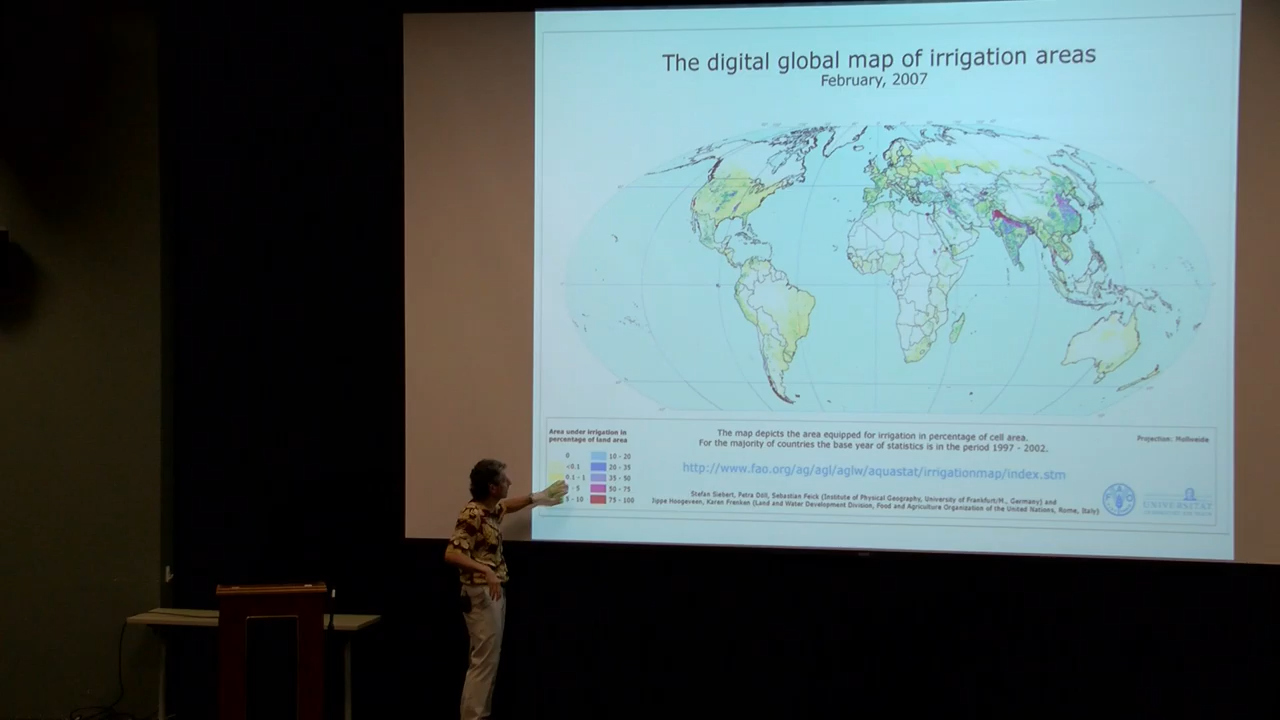 The digital global map of irrigation areas
February, 2007
Area under irrigation in
percentage of land area
0
<0.1
0.1 - 1
- 5
5 - 10
10 - 20
20 - 35
35 - 50
50 - 75
75 - 100
The map depicts the area equipped for irrigation in percentage of cell area.
For the majority of countries the base year of statistics is in the period 1997 - 2002.
Projection: Mollweide
http://www.fao.org/ag/agl/aglw/aquastat/irrigationmap/index.stm
Stefan Siebert, Petra Döll, Sebastian Feick (Institute of Physical Geography, University of Frankfurt/M., Germany) and
Jippe Hoogeveen, Karen Frenken (Land and Water Development Division, Food and Agriculture Organization of the United Nations, Rome, Italy)
UNIVERSITÄT